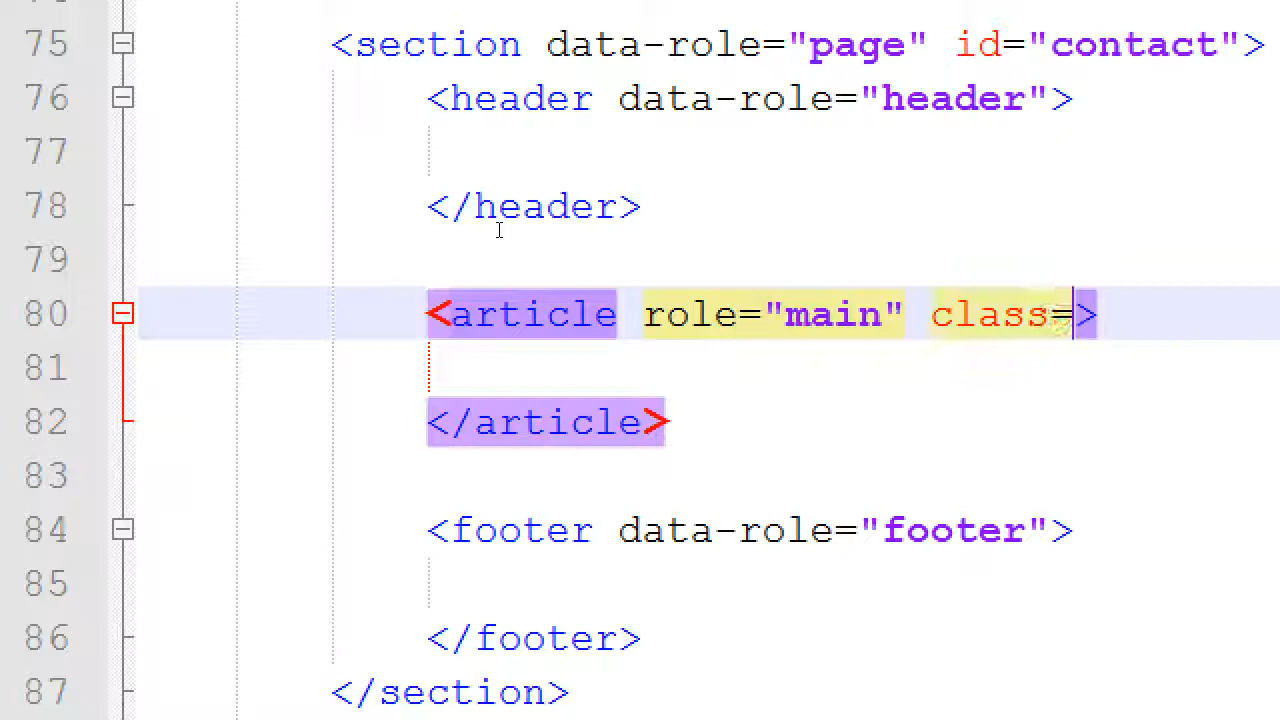 75 <section data-role="page" id="contact">
76 <header data-role="header">
77
78 </header>
79
80 <article role="main" class=>
81
82 </article>
83
84 <footer data-role="footer">
85
86 </footer>
87 </section>